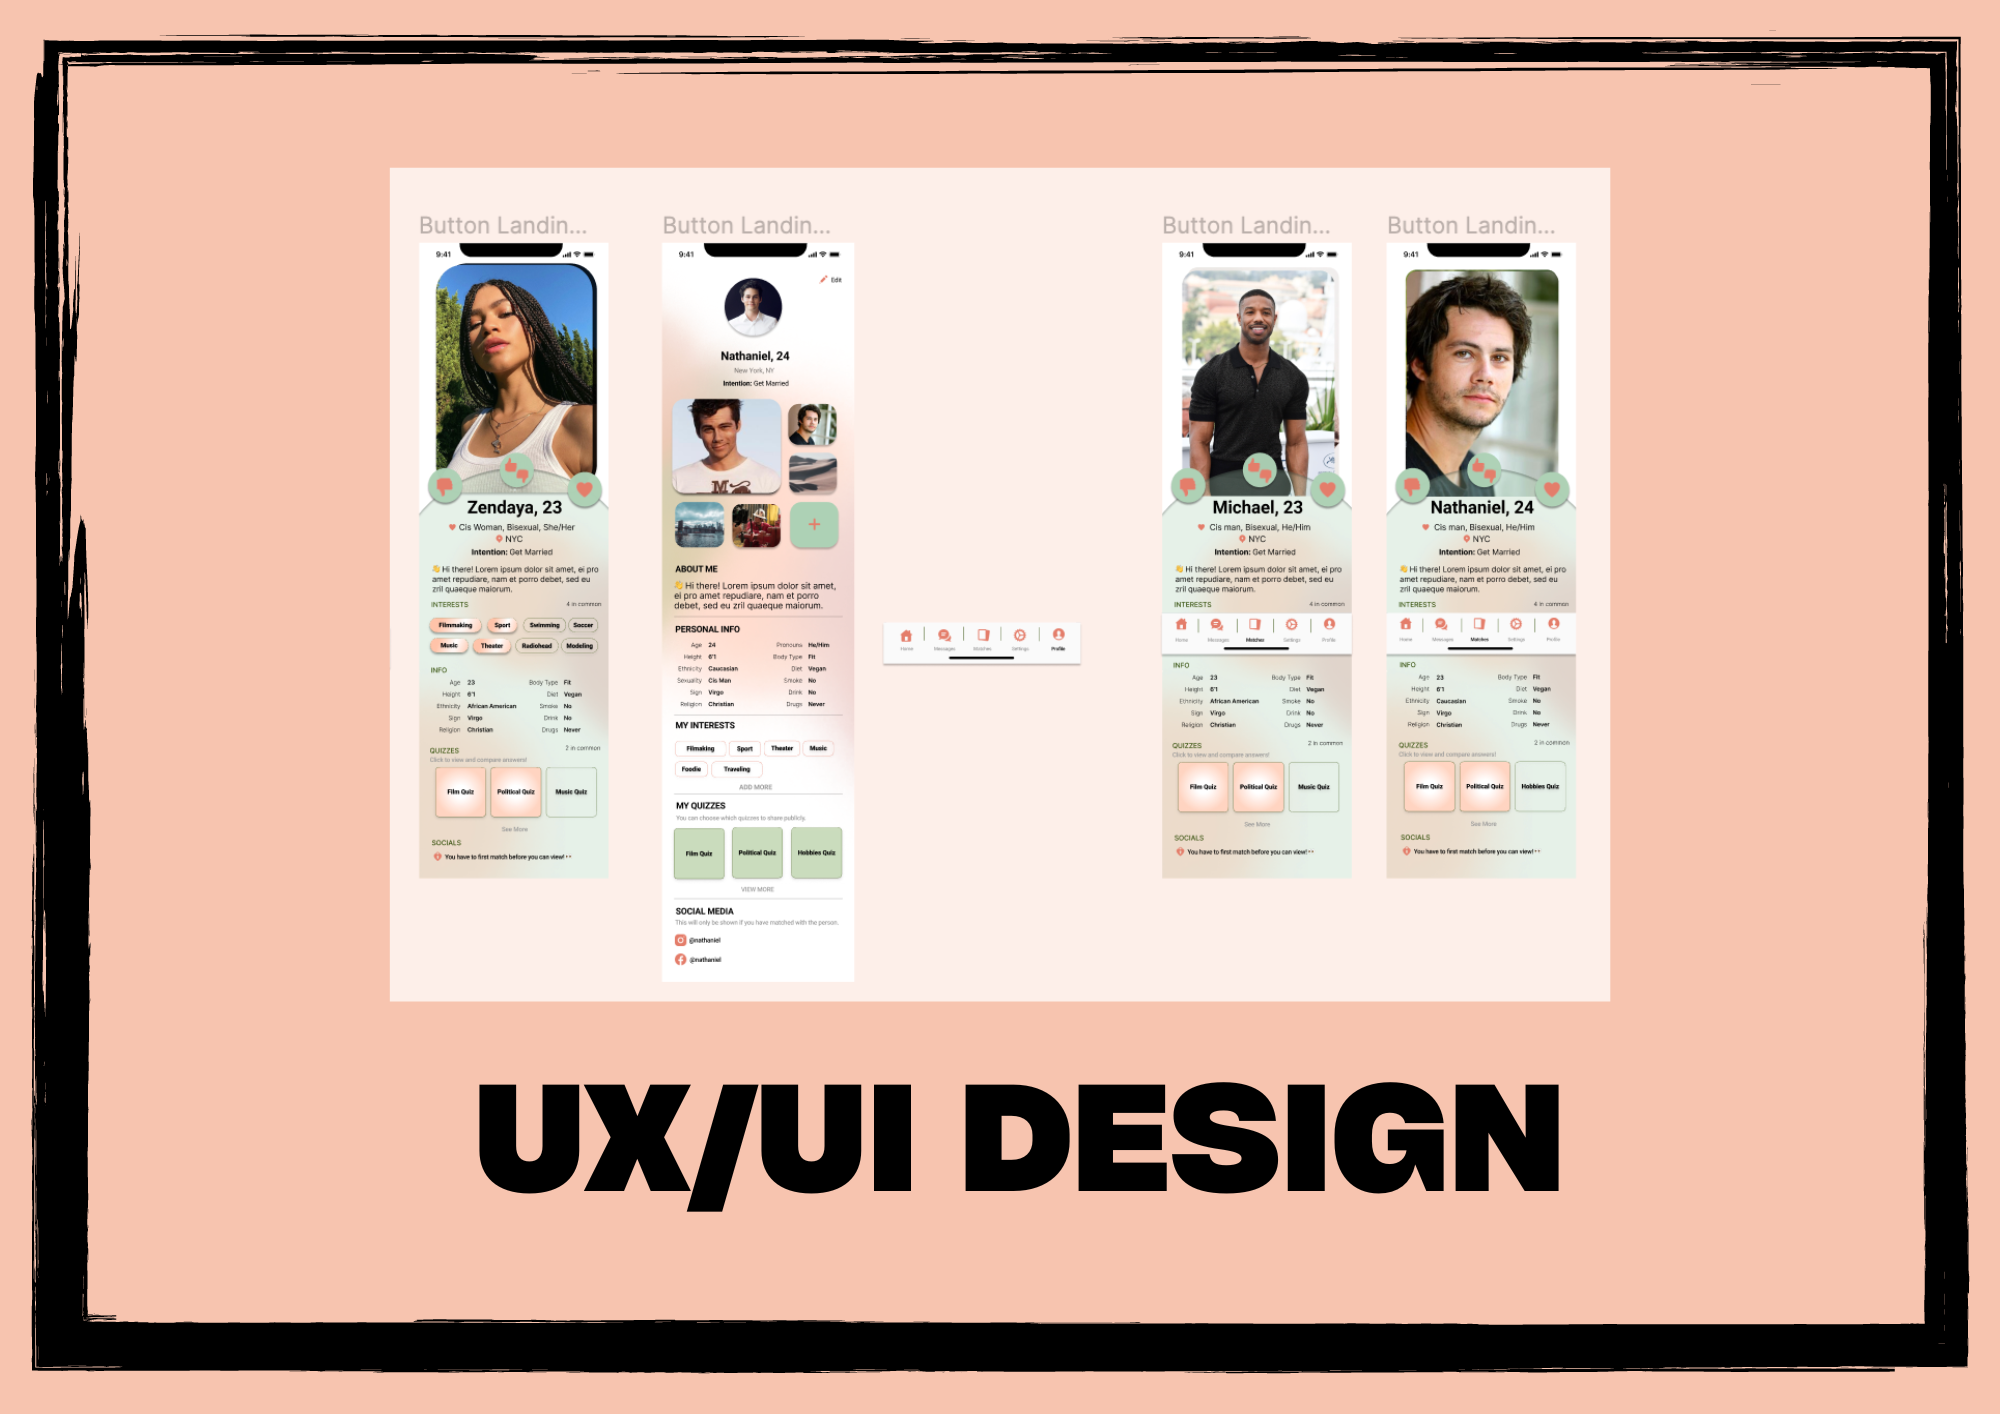 Button Landin...
9:41
Zendaya, 23
Cis Woman, Bisexual, She/Her
NYC
Intention: Get Married
👋 Hi there! Lorem ipsum dolor sit amet, ei pro
amet repudiare, nam et porro debet, sed eu
zril quaeque maiorum.
INTERESTS 4 in common
Filmmaking Sport Swimming Soccer
Music Theater Radiohead Modeling
INFO
Age 23 Body Type Fit
Height 6'1 Diet Vegan
Ethnicity African American Smoke No
Sign Virgo Drink No
Religion Christian Drugs Never
QUIZZES 2 in common
Click to view and compare answers!
Film Quiz Political Quiz Music Quiz
See More
SOCIALS
You have to first match before you can view!
Button Landin...
9:41
Edit
Nathaniel, 24
New York, NY
Intention: Get Married
ABOUT ME
👋 Hi there! Lorem ipsum dolor sit amet,
ei pro amet repudiare, nam et porro
debet, sed eu zril quaeque maiorum.
PERSONAL INFO
Age 24 Pronouns He/Him
Height 6'1 Body Type Fit
Ethnicity Caucasian Diet Vegan
Sexuality Cis Man Smoke No
Sign Virgo Drink No
Religion Christian Drugs Never
MY INTERESTS
Filmaking Sport Theater Music
Foodie Traveling
ADD MORE
MY QUIZZES
You can choose which quizzes to share publicly.
Film Quiz Political Quiz Hobbies Quiz
VIEW MORE
SOCIAL MEDIA
This will only be shown if you have matched with the person.
@nathaniel
@nathaniel
Home Messages Matches Settings Profile
Button Landin...
9:41
Michael, 23
Cis man, Bisexual, He/Him
NYC
Intention: Get Married
👋 Hi there! Lorem ipsum dolor sit amet, ei pro
amet repudiare, nam et porro debet, sed eu
zril quaeque maiorum.
INTERESTS 4 in common
Home Messages Matches Settings Profile
INFO
Age 23 Body Type Fit
Height 6'1 Diet Vegan
Ethnicity African American Smoke No
Sign Virgo Drink No
Religion Christian Drugs Never
QUIZZES 2 in common
Click to view and compare answers!
Film Quiz Political Quiz Music Quiz
See More
SOCIALS
You have to first match before you can view!
Button Landin...
9:41
Nathaniel, 24
Cis man, Bisexual, He/Him
NYC
Intention: Get Married
👋 Hi there! Lorem ipsum dolor sit amet, ei pro
amet repudiare, nam et porro debet, sed eu
zril quaeque maiorum.
INTERESTS 4 in common
Home Messages Matches Settings Profile
INFO
Age 23 Body Type Fit
Height 6'1 Diet Vegan
Ethnicity Caucasian Smoke No
Sign Virgo Drink No
Religion Christian Drugs Never
QUIZZES 2 in common
Click to view and compare answers!
Film Quiz Political Quiz Hobbies Quiz
See More
SOCIALS
You have to first match before you can view!
UX/UI DESIGN